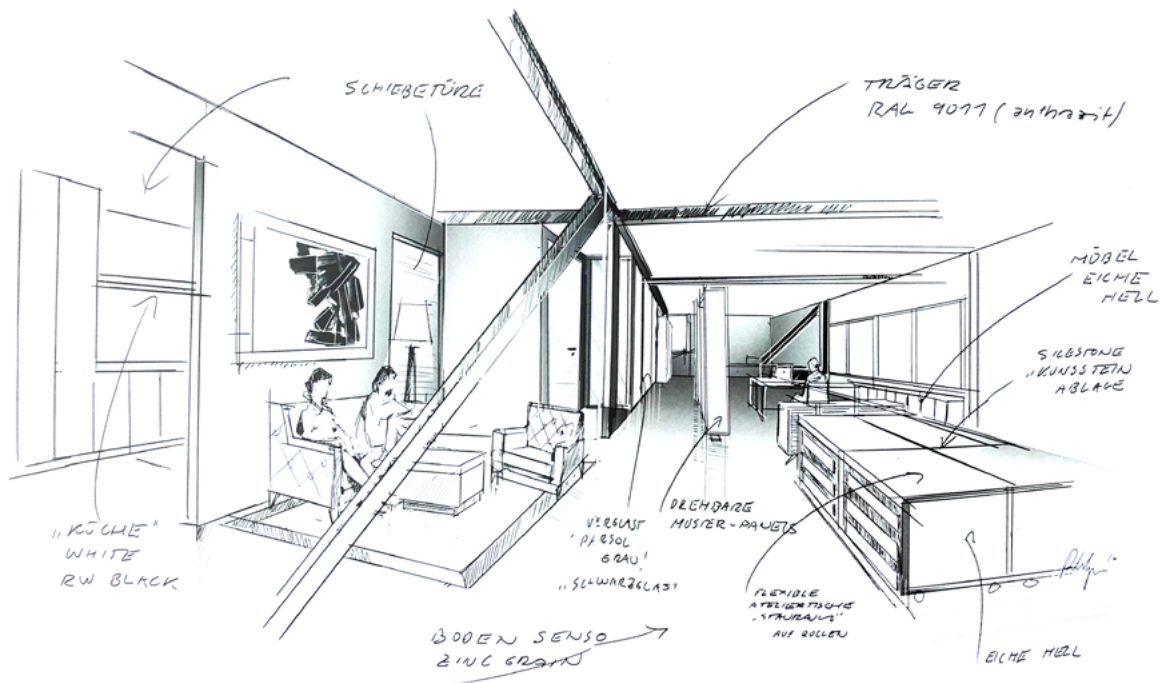 SCHIEBETÜRE
TRÄGER
RAL 9011 (anthrazit)
MÖBEL
EICHE
HELL
SILESTONE
„KUNSSTEIN
ABLAGE
„KÜCHE"
WHITE
RW BLACK
VERGLAST
"PARSOL
GRAU"
„SCHWARZGLAS"
DREHBARE
MUSTER-PANELS
FLEXIBLE
ATELIERTISCHE
"STAURAUM"
AUF ROLLEN
BODEN SENSO
ZINC GRAIN
EICHE HELL